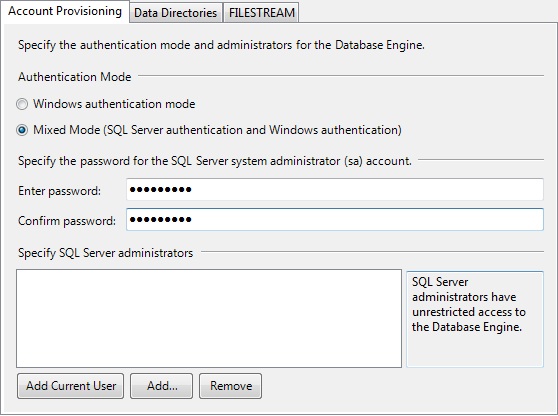 Account Provisioning Data Directories FILESTREAM
Specify the authentication mode and administrators for the Database Engine.
Authentication Mode
Windows authentication mode
Mixed Mode (SQL Server authentication and Windows authentication)
Specify the password for the SQL Server system administrator (sa) account.
Enter password: ●●●●●●●●●
Confirm password: ●●●●●●●●●
Specify SQL Server administrators
SQL Server
administrators have
unrestricted access to
the Database Engine.
Add Current User Add... Remove